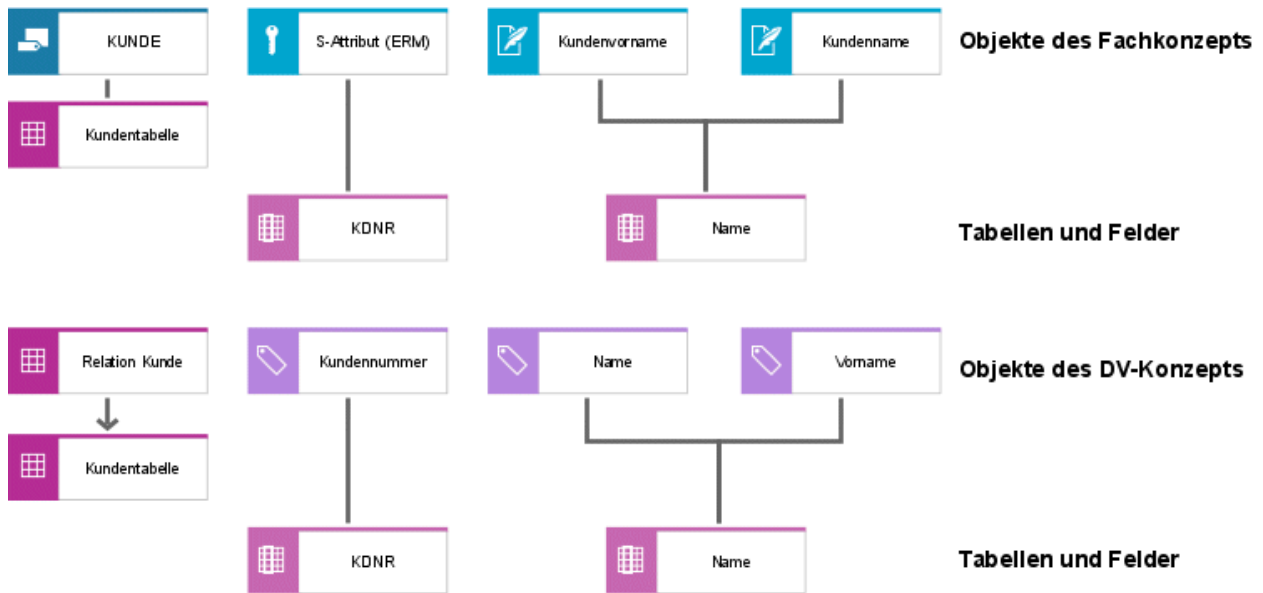 KUNDE
S-Attribut (ERM)
Kundenvorname
Kundenname
Objekte des Fachkonzepts
Kundentabelle
KDNR
Name
Tabellen und Felder
Relation Kunde
Kundennummer
Name
Vorname
Objekte des DV-Konzepts
Kundentabelle
KDNR
Name
Tabellen und Felder